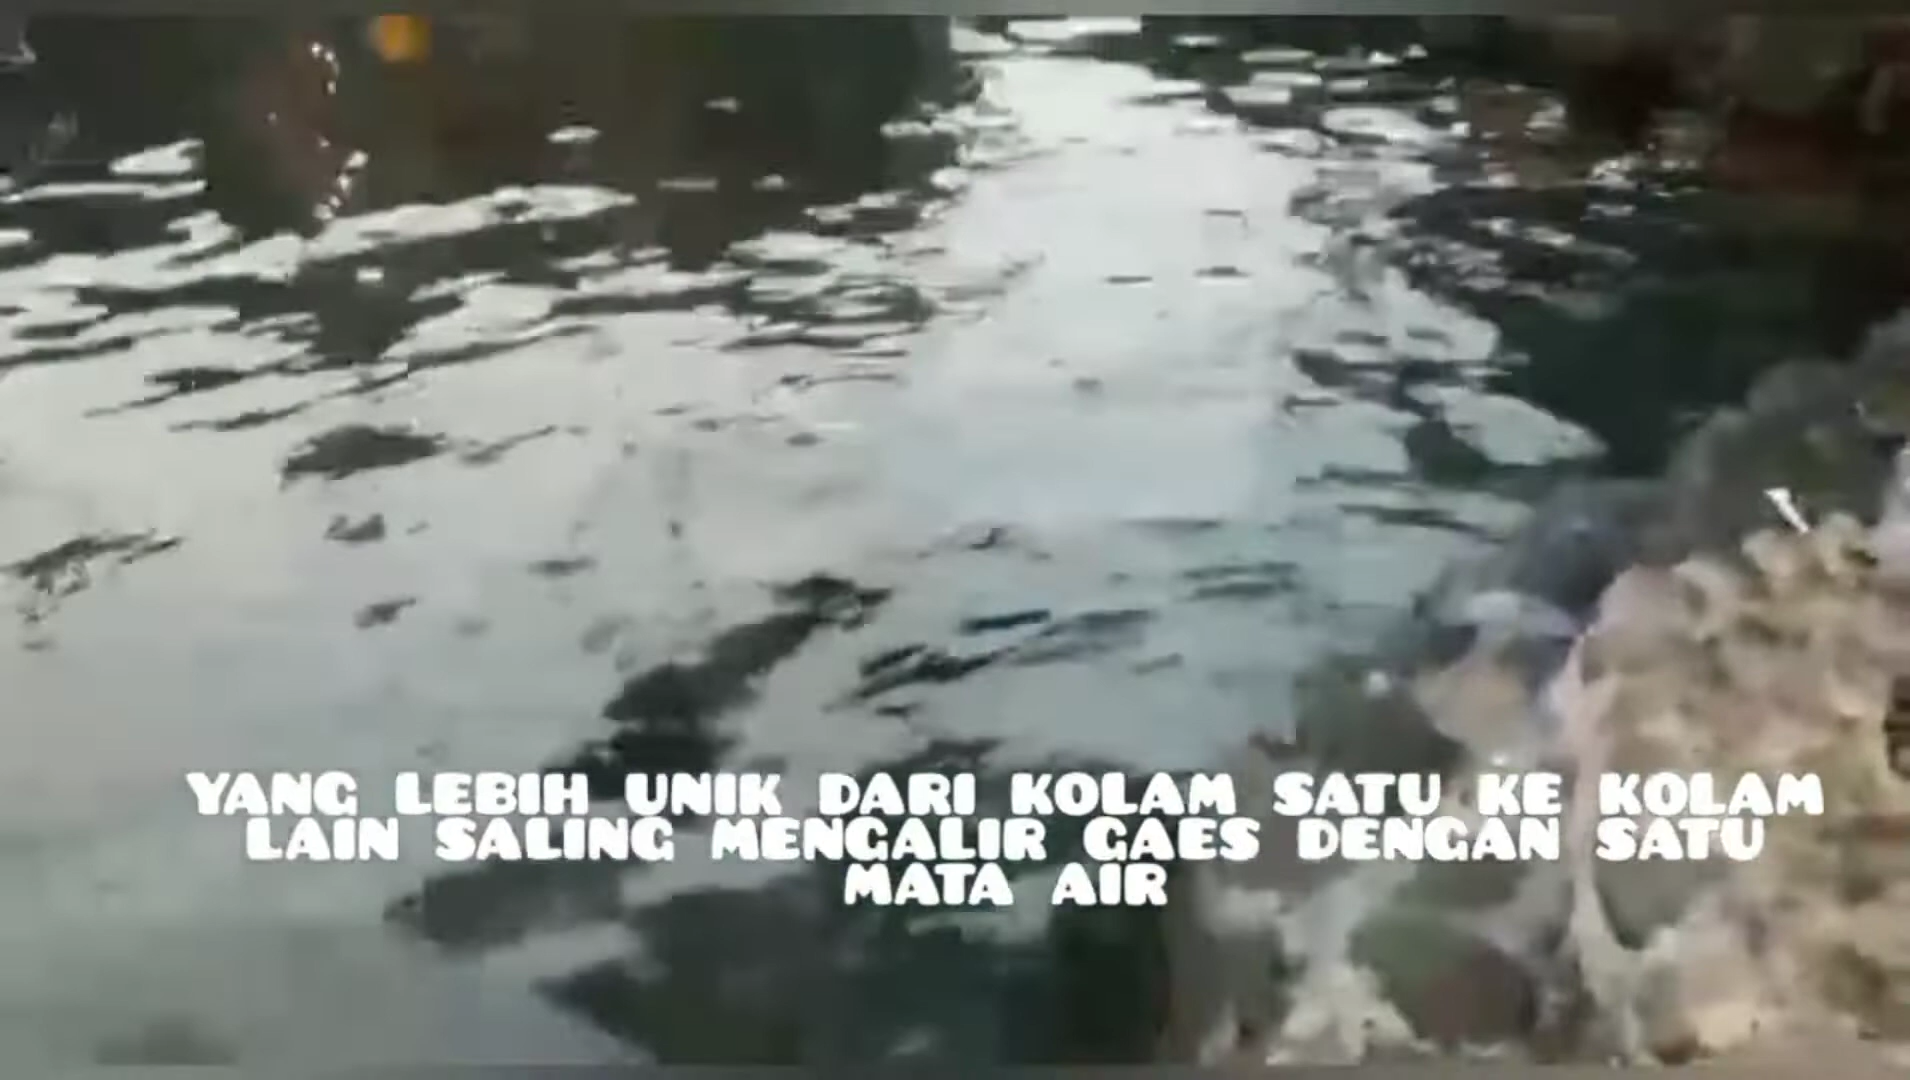 YANG LEBIH UNIK DARI KOLAM SATU KE KOLAM
LAIN SALING MENGALIR GAES DENGAN SATU
MATA AIR